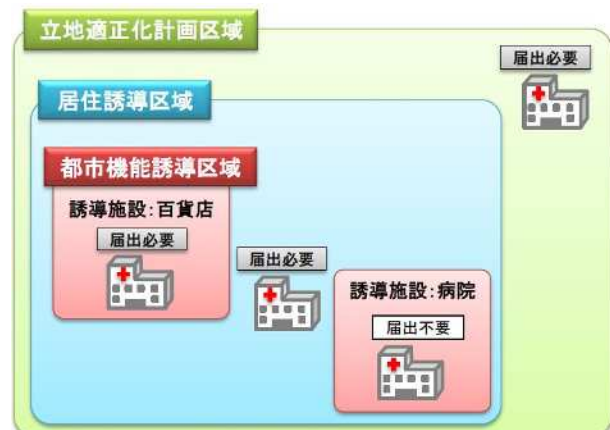 立地適正化計画区域
届出必要
居住誘導区域
都市機能誘導区域
誘導施設:百貨店
届出必要
届出必要
誘導施設:病院
届出不要